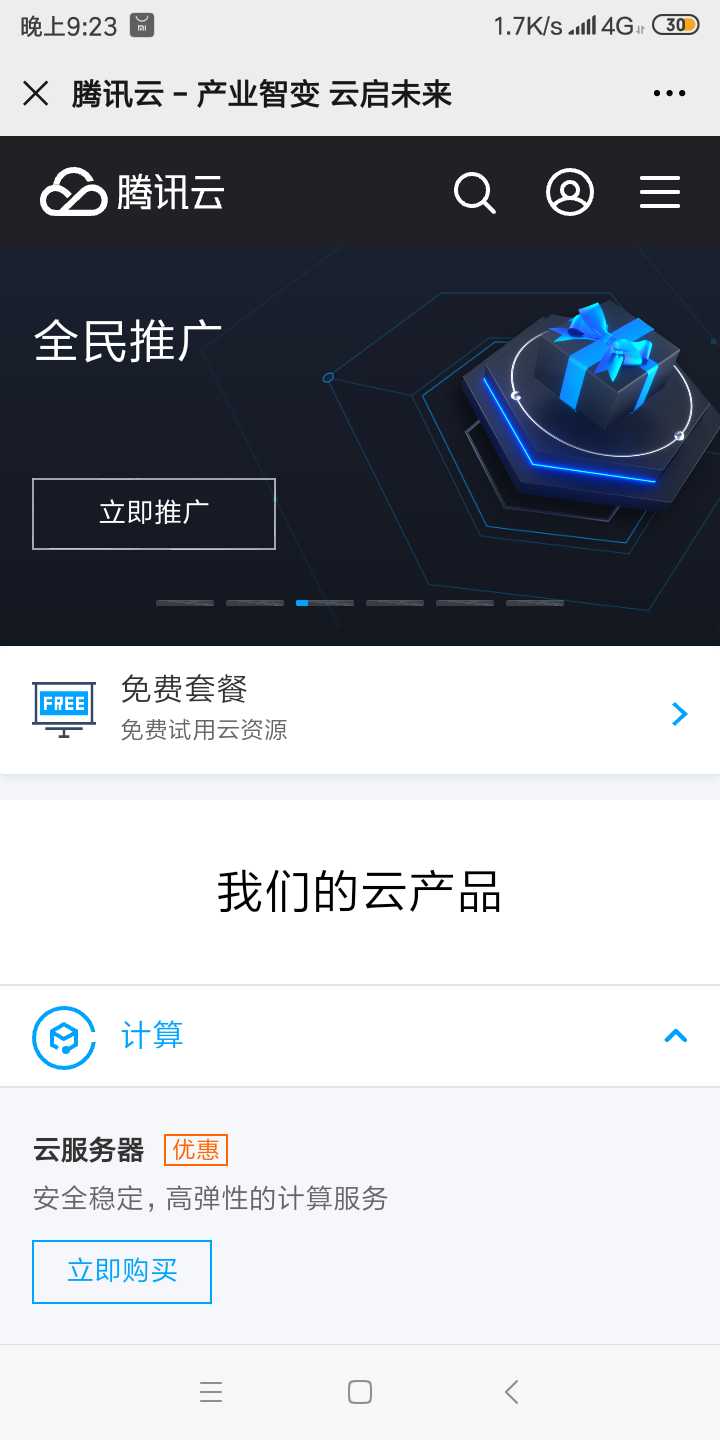 晚上9:23 1.7K/s 4G 30
腾讯云 - 产业智变 云启未来
腾讯云
全民推广
立即推广
FREE
免费套餐
免费试用云资源
我们的云产品
计算
云服务器 优惠
安全稳定，高弹性的计算服务
立即购买